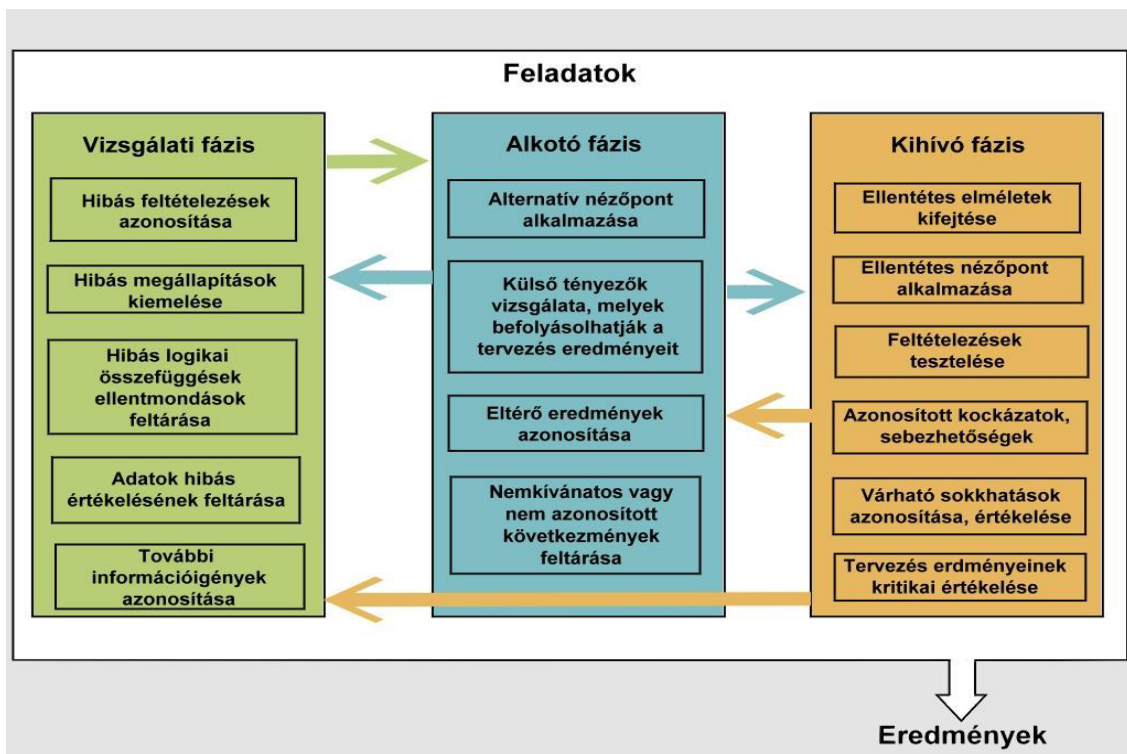 Feladatok
Vizsgálati fázis
Hibás feltételezések
azonosítása
Hibás megállapítások
kiemelése
Hibás logikai
összefüggések
ellentmondások
feltárása
Adatok hibás
értékelésének feltárása
További
információigények
azonosítása
Alkotó fázis
Alternatív nézőpont
alkalmazása
Külső tényezők
vizsgálata, melyek
befolyásolhatják a
tervezés eredményeit
Eltérő eredmények
azonosítása
Nemkívánatos vagy
nem azonosított
következmények
feltárása
Kihívó fázis
Ellentétes elméletek
kifejtése
Ellentétes nézőpont
alkalmazása
Feltételezések
tesztelése
Azonosított kockázatok,
sebezhetőségek
Várható sokkhatások
azonosítása, értékelése
Tervezés erdményeinek
kritikai értékelése
Eredmények